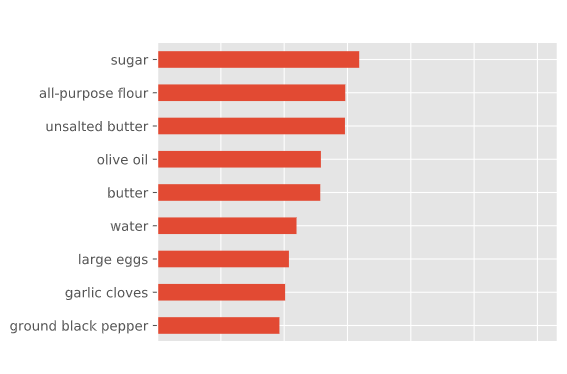 sugar
all-purpose flour
unsalted butter
olive oil
butter
water
large eggs
garlic cloves
ground black pepper